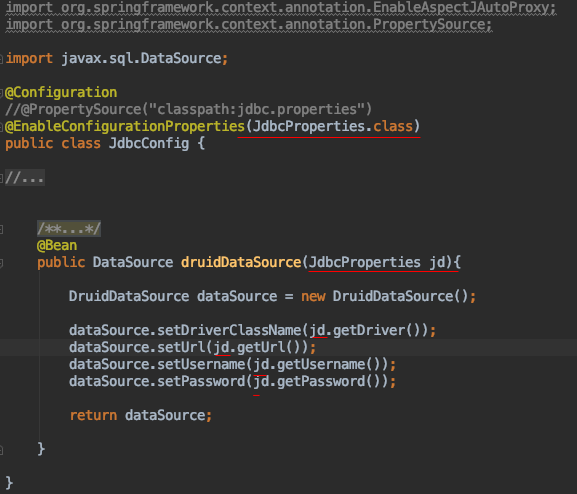 import org.springframework.context.annotation.EnableAspectJAutoProxy;
import org.springframework.context.annotation.PropertySource;
import javax.sql.DataSource;
@Configuration
//@PropertySource("classpath:jdbc.properties")
@EnableConfigurationProperties(JdbcProperties.class)
public class JdbcConfig {
//...
/**...*/
@Bean
public DataSource druidDataSource(JdbcProperties jd){
DruidDataSource dataSource = new DruidDataSource();
dataSource.setDriverClassName(jd.getDriver());
dataSource.setUrl(jd.getUrl());
dataSource.setUsername(jd.getUsername());
dataSource.setPassword(jd.getPassword());
return dataSource;
}
}